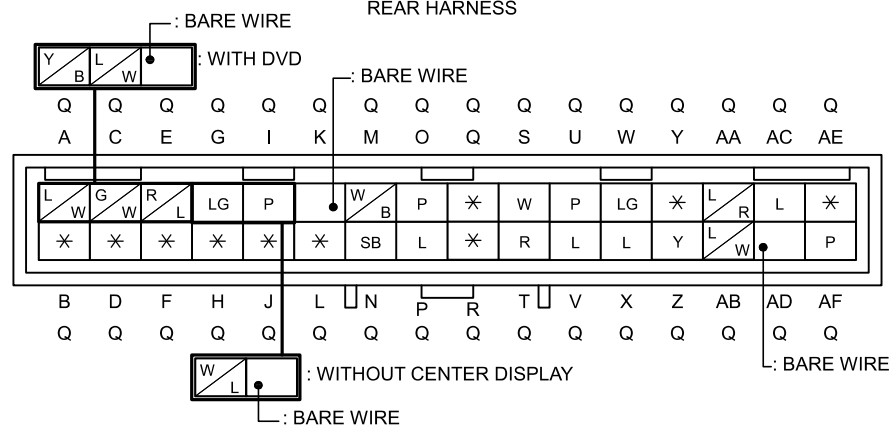 REAR HARNESS
: BARE WIRE
Y B L W : WITH DVD
: BARE WIRE
Q Q Q Q Q Q Q Q Q Q Q Q Q Q Q Q
A C E G I K M O Q S U W Y AA AC AE
L W G W R L LG P W B P * W P LG * L R L *
* * * * * SB L * R L L Y L W P
B D F H J L N P R T V X Z AB AD AF
Q Q Q Q Q Q Q Q Q Q Q Q Q Q Q Q
: BARE WIRE
W L : WITHOUT CENTER DISPLAY
: BARE WIRE